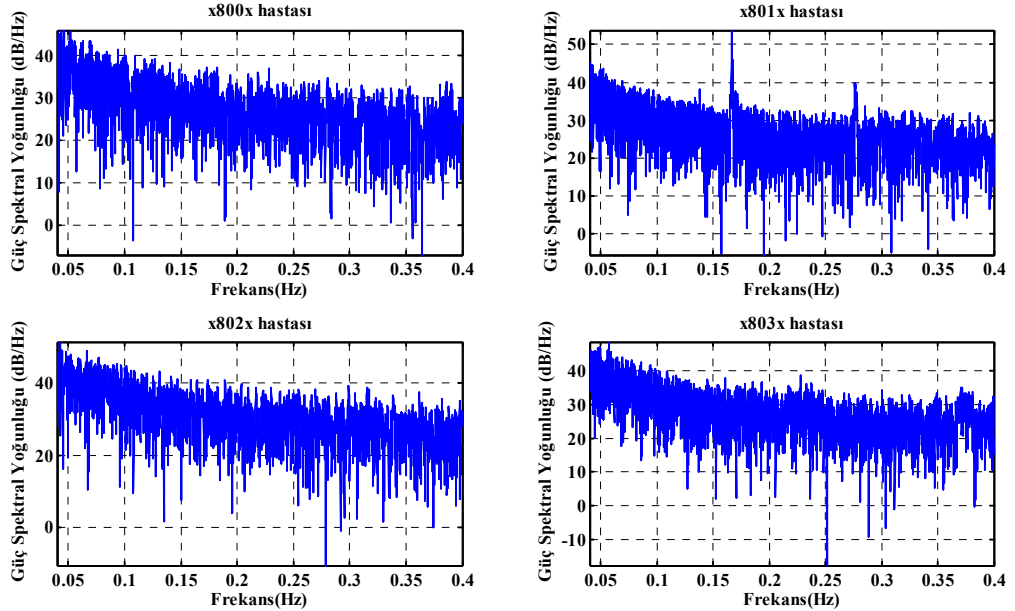 x800x hastası
x801x hastası
Güç Spektral Yoğunluğu (dB/Hz)
40
30
20
10
0
0.05 0.1 0.15 0.2 0.25 0.3 0.35 0.4
Frekans(Hz)
Güç Spektral Yoğunluğu (dB/Hz)
50
40
30
20
10
0
0.05 0.1 0.15 0.2 0.25 0.3 0.35 0.4
Frekans(Hz)
x802x hastası
x803x hastası
Güç Spektral Yoğunluğu (dB/Hz)
40
20
0
0.05 0.1 0.15 0.2 0.25 0.3 0.35 0.4
Frekans(Hz)
Güç Spektral Yoğunluğu (dB/Hz)
40
30
20
10
0
-10
0.05 0.1 0.15 0.2 0.25 0.3 0.35 0.4
Frekans(Hz)